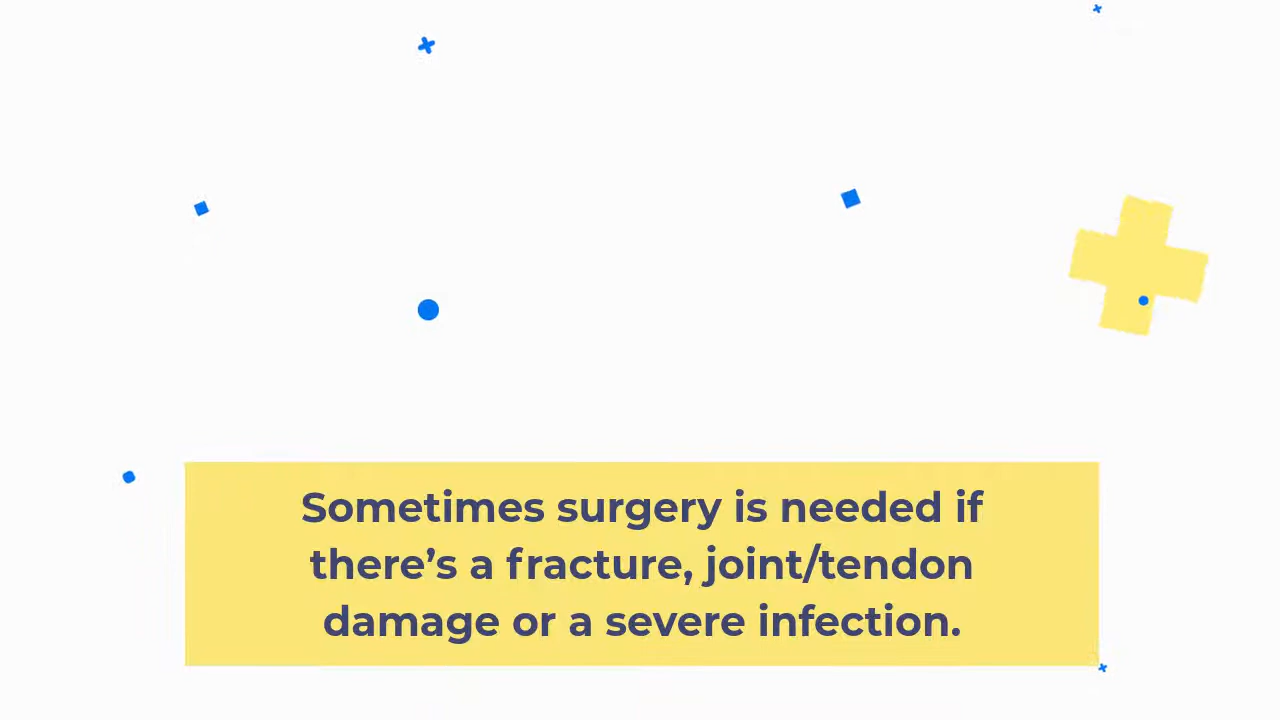 Sometimes surgery is needed if
there’s a fracture, joint/tendon
damage or a severe infection.